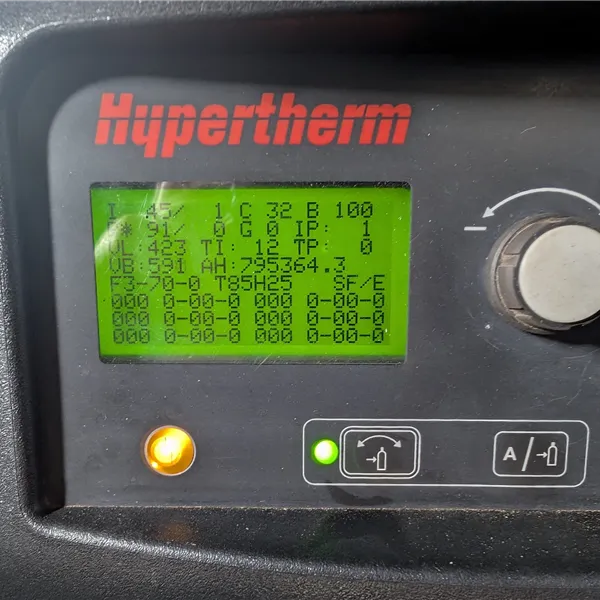 Hypertherm
I 45/ 1 C 32 B 100
* 91/ 0 G 0 IP: 1
VL:423 TI: 12 TP: 0
VB:591 AH:795364.3
F3-70-0 T85H25 SF/E
000 0-00-0 000 0-00-0
000 0-00-0 000 0-00-0
000 0-00-0 000 0-00-0
A/